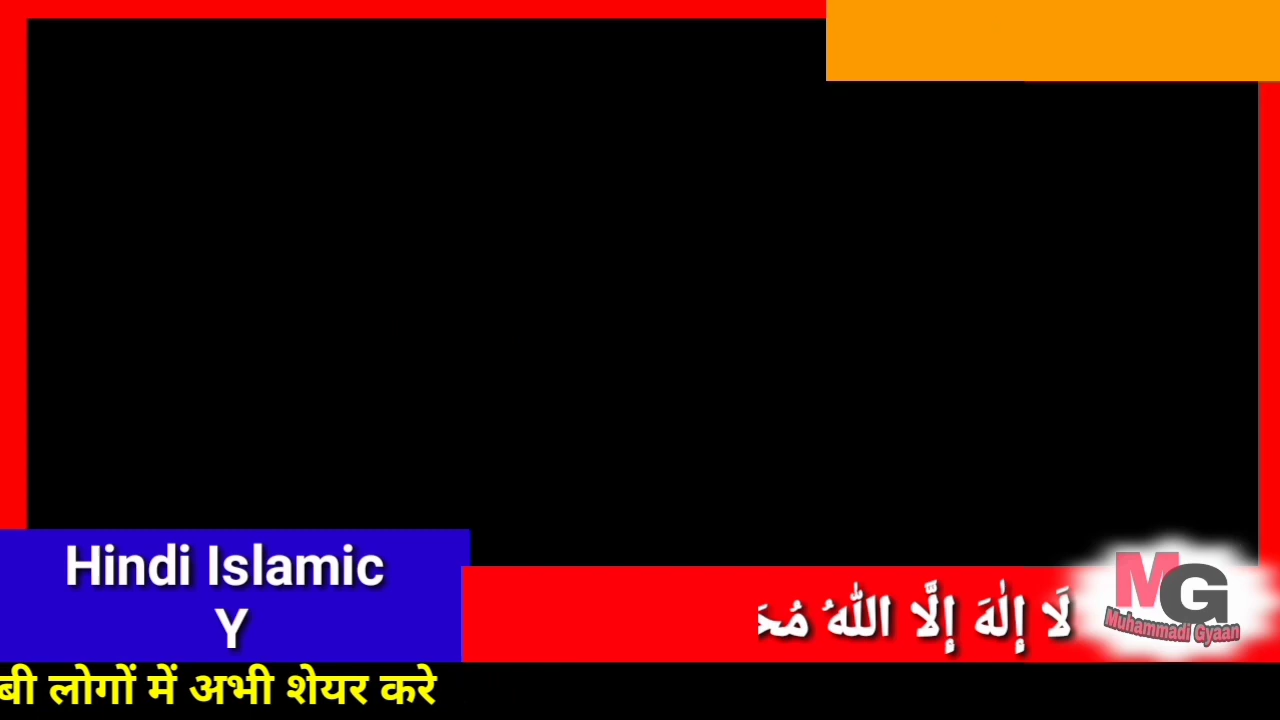 Hindi Islamic
Y
لَا إِلٰهَ إِلَّا اللّٰهُ
MG
Muhammadi Gyaan
लोगों में अभी शेयर करे